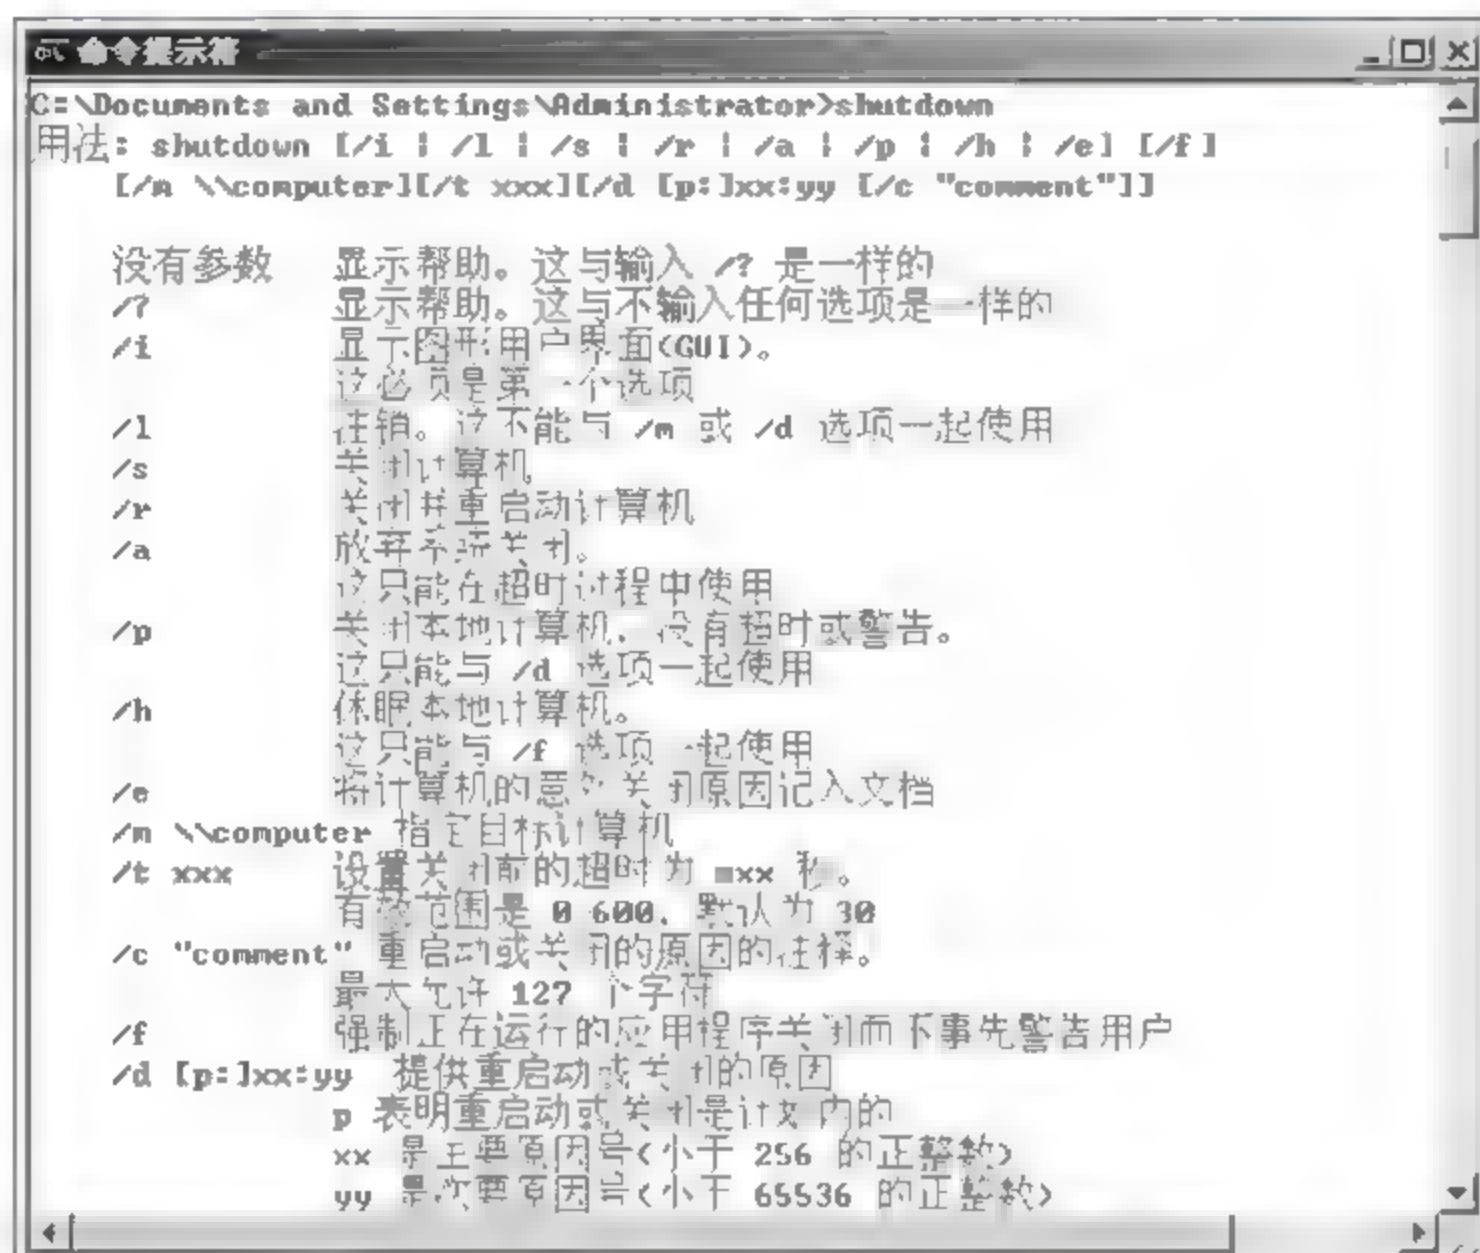 命令提示符
C:\Documents and Settings\Administrator>shutdown
用法: shutdown [/i | /l | /s | /r | /a | /p | /h | /e] [/f]
[/m \\computer][/t xxx][/d [p:]xx:yy [/c "comment"]]
没有参数 显示帮助。这与输入 /? 是一样的
/? 显示帮助。这与不输入任何选项是一样的
/i 显示图形用户界面(GUI)。
这必须是第一个选项
/l 注销。这不能与 /m 或 /d 选项一起使用
/s 关闭计算机
/r 关闭并重启动计算机
/a 放弃系统关闭。
这只能在超时过程中使用
/p 关闭本地计算机，没有超时或警告。
这只能与 /d 选项一起使用
/h 休眠本地计算机。
这只能与 /f 选项一起使用
/e 将计算机的意外关闭原因记入文档
/m \\computer 指定目标计算机
/t xxx 设置关闭前的超时为 xxx 秒。
有效范围是 0-600，默认为 30
/c "comment" 重启动或关闭的原因的注释。
最大允许 127 个字符
/f 强制正在运行的应用程序关闭而不事先警告用户
/d [p:]xx:yy 提供重启动或关闭的原因
p 表明重启动或关闭是计划内的
xx 是主要原因号(小于 256 的正整数)
yy 是次要原因号(小于 65536 的正整数)